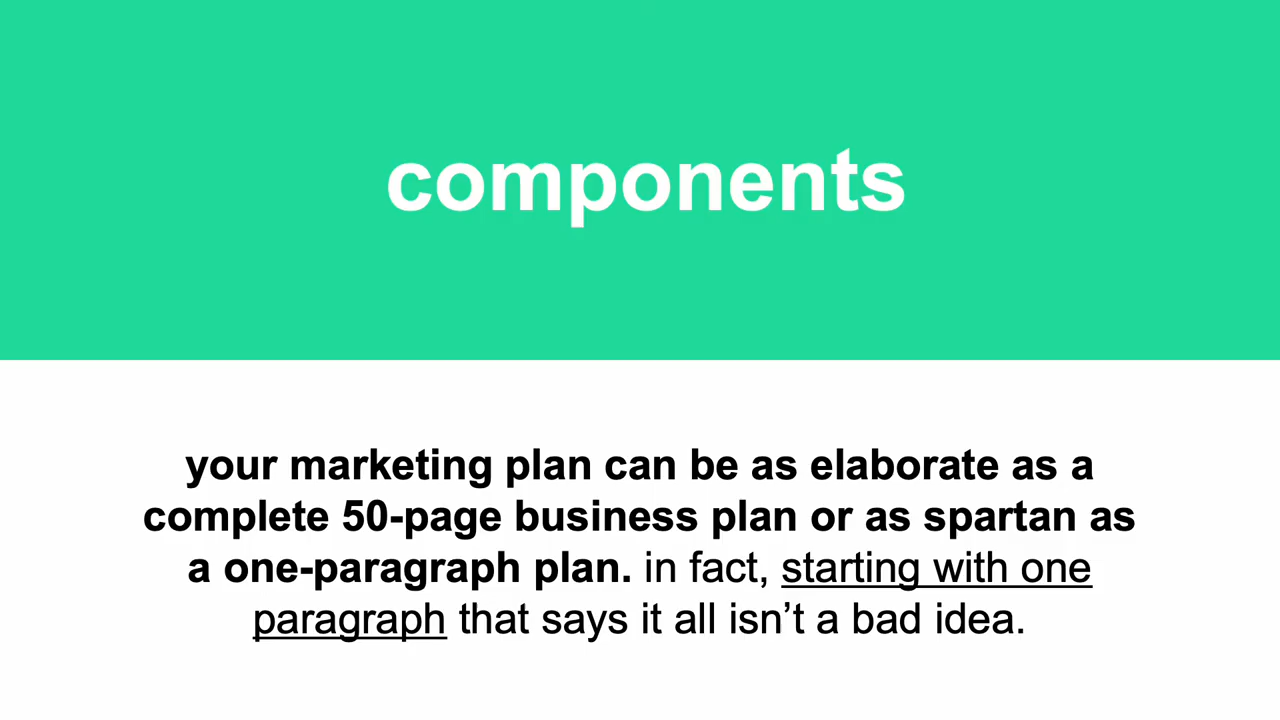 components
your marketing plan can be as elaborate as a
complete 50-page business plan or as spartan as
a one-paragraph plan. in fact, starting with one
paragraph that says it all isn’t a bad idea.